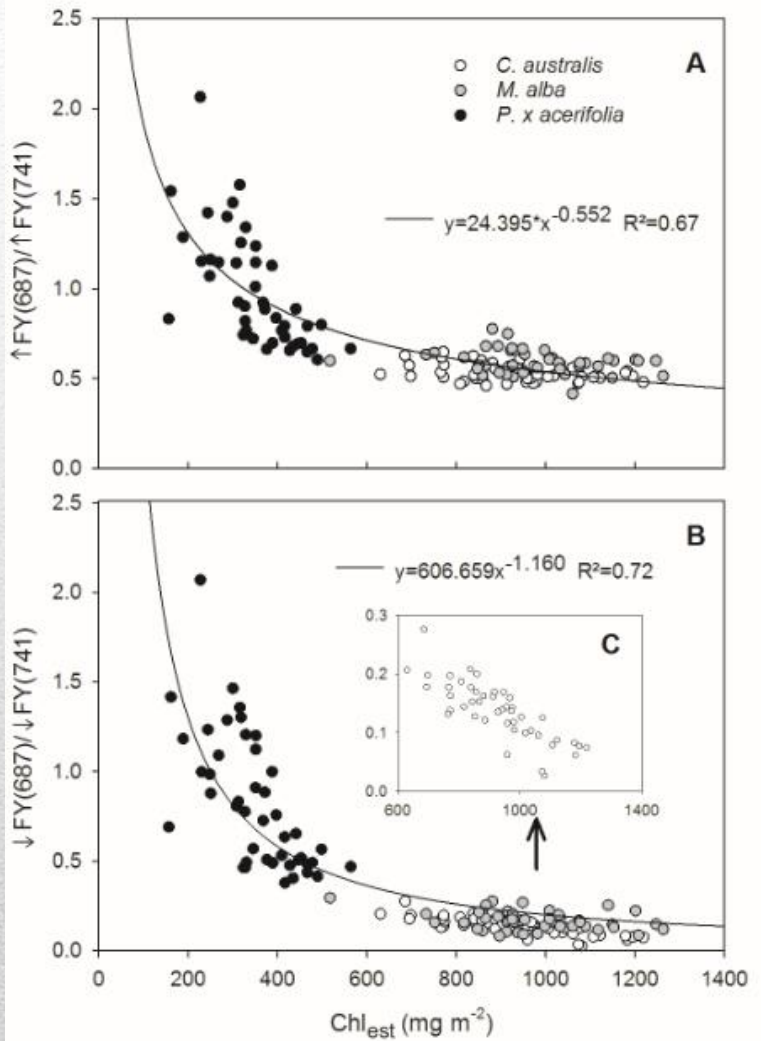 2.5
A
C. australis
M. alba
P. x acerifolia
2.0
↑FY(687)/↑FY(741)
1.5
y=24.395*x^-0.552 R²=0.67
1.0
0.5
0.0
2.5
B
y=606.659x^-1.160 R²=0.72
2.0
↓FY(687)/↓FY(741)
0.3
C
1.5
0.2
1.0
0.1
0.0
600 1000 1400
0.5
0.0
0 200 400 600 800 1000 1200 1400
Chl_est (mg m^-2)